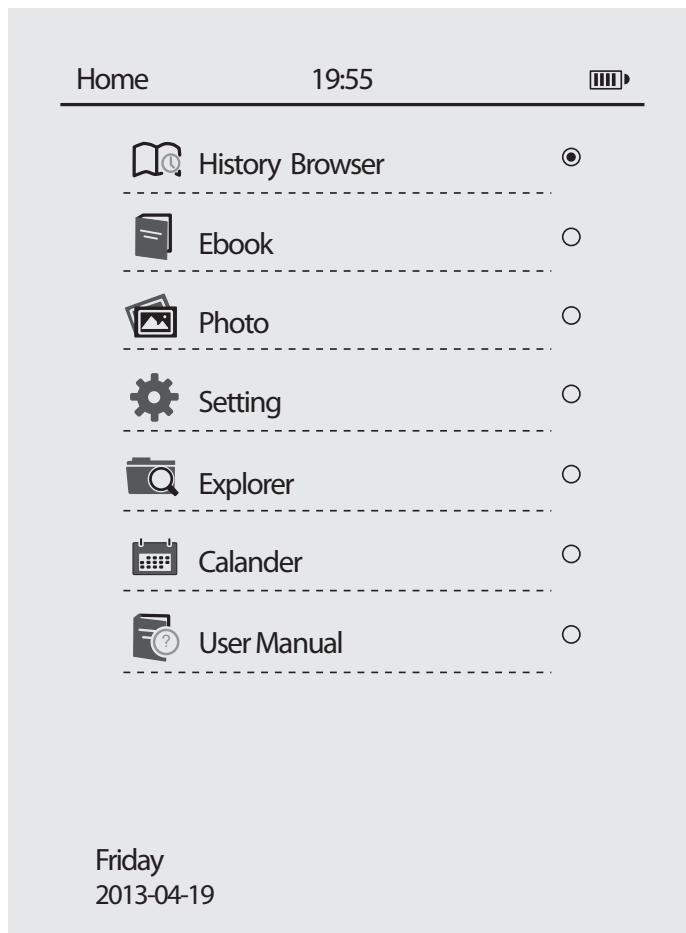 Home 19:55
History Browser
Ebook
Photo
Setting
Explorer
Calander
? User Manual
Friday
2013-04-19